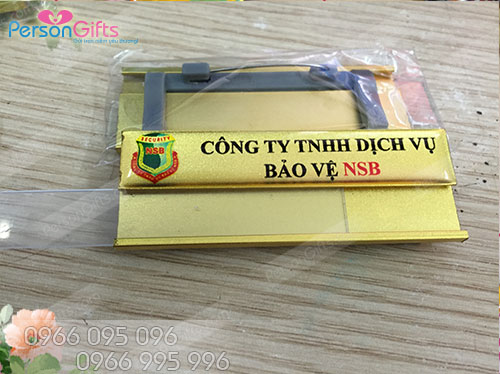 PersonGifts
SECURITY
NSB
CÔNG TY TNHH DỊCH VỤ
BẢO VỆ NSB
0966 095 096
0966 995 996